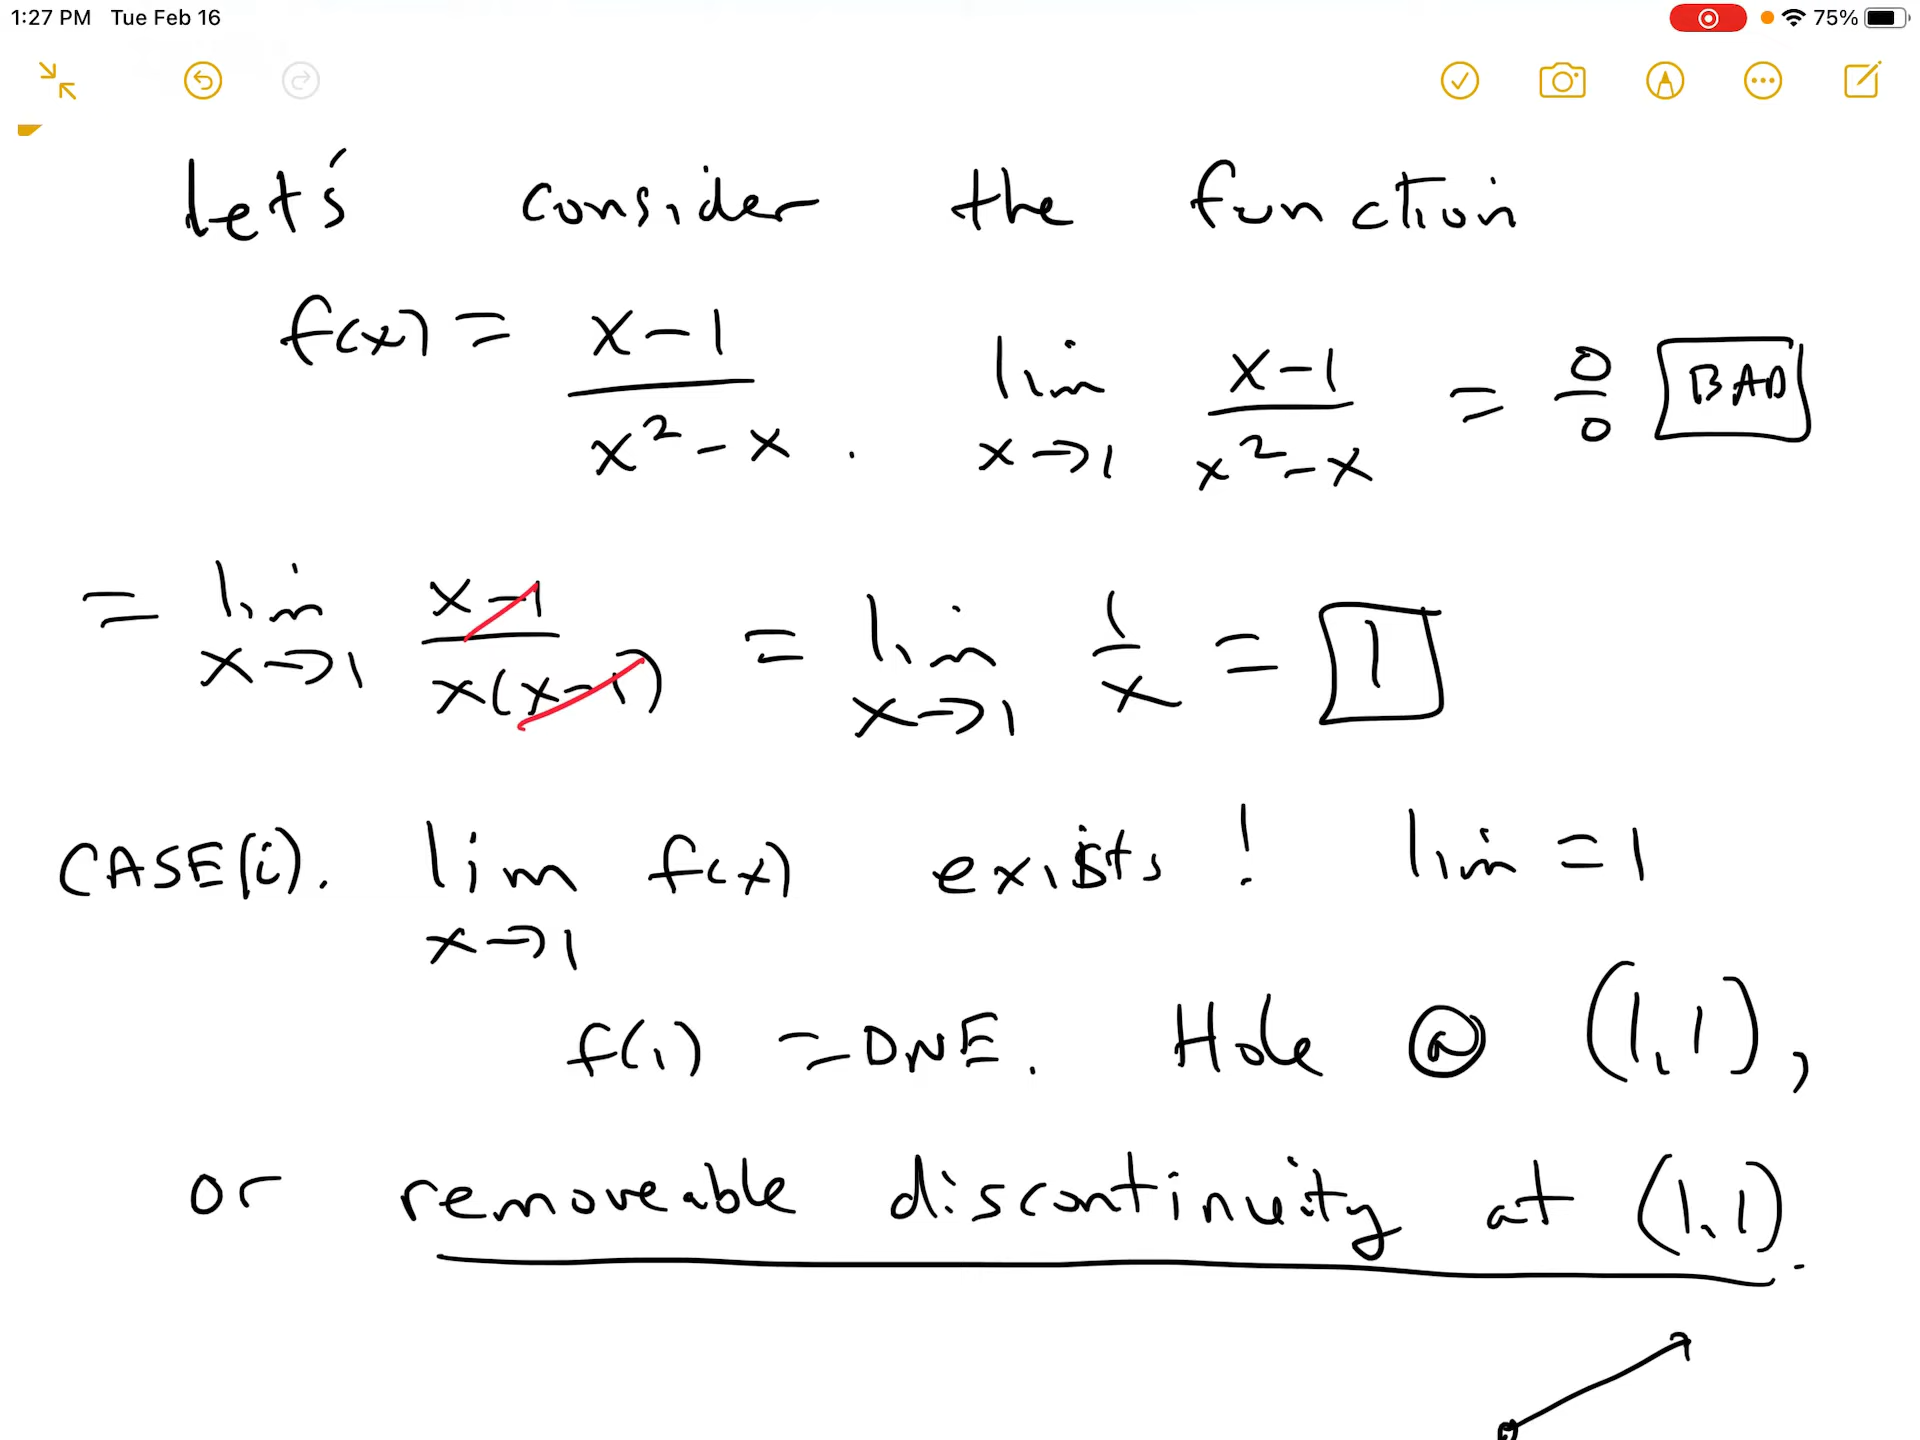 1:27 PM Tue Feb 16 75%
Let's consider the function
f(x) = x-1 / x² - x . lim x→1 x-1 / x² - x = 0/0 BAD
= lim x→1 x-1 / x(x-1) = lim x→1 1/x = 1
CASE(i). lim x→1 f(x) exists! lim = 1
f(1) = DNE. Hole @ (1,1),
or removeable discontinuity at (1,1).